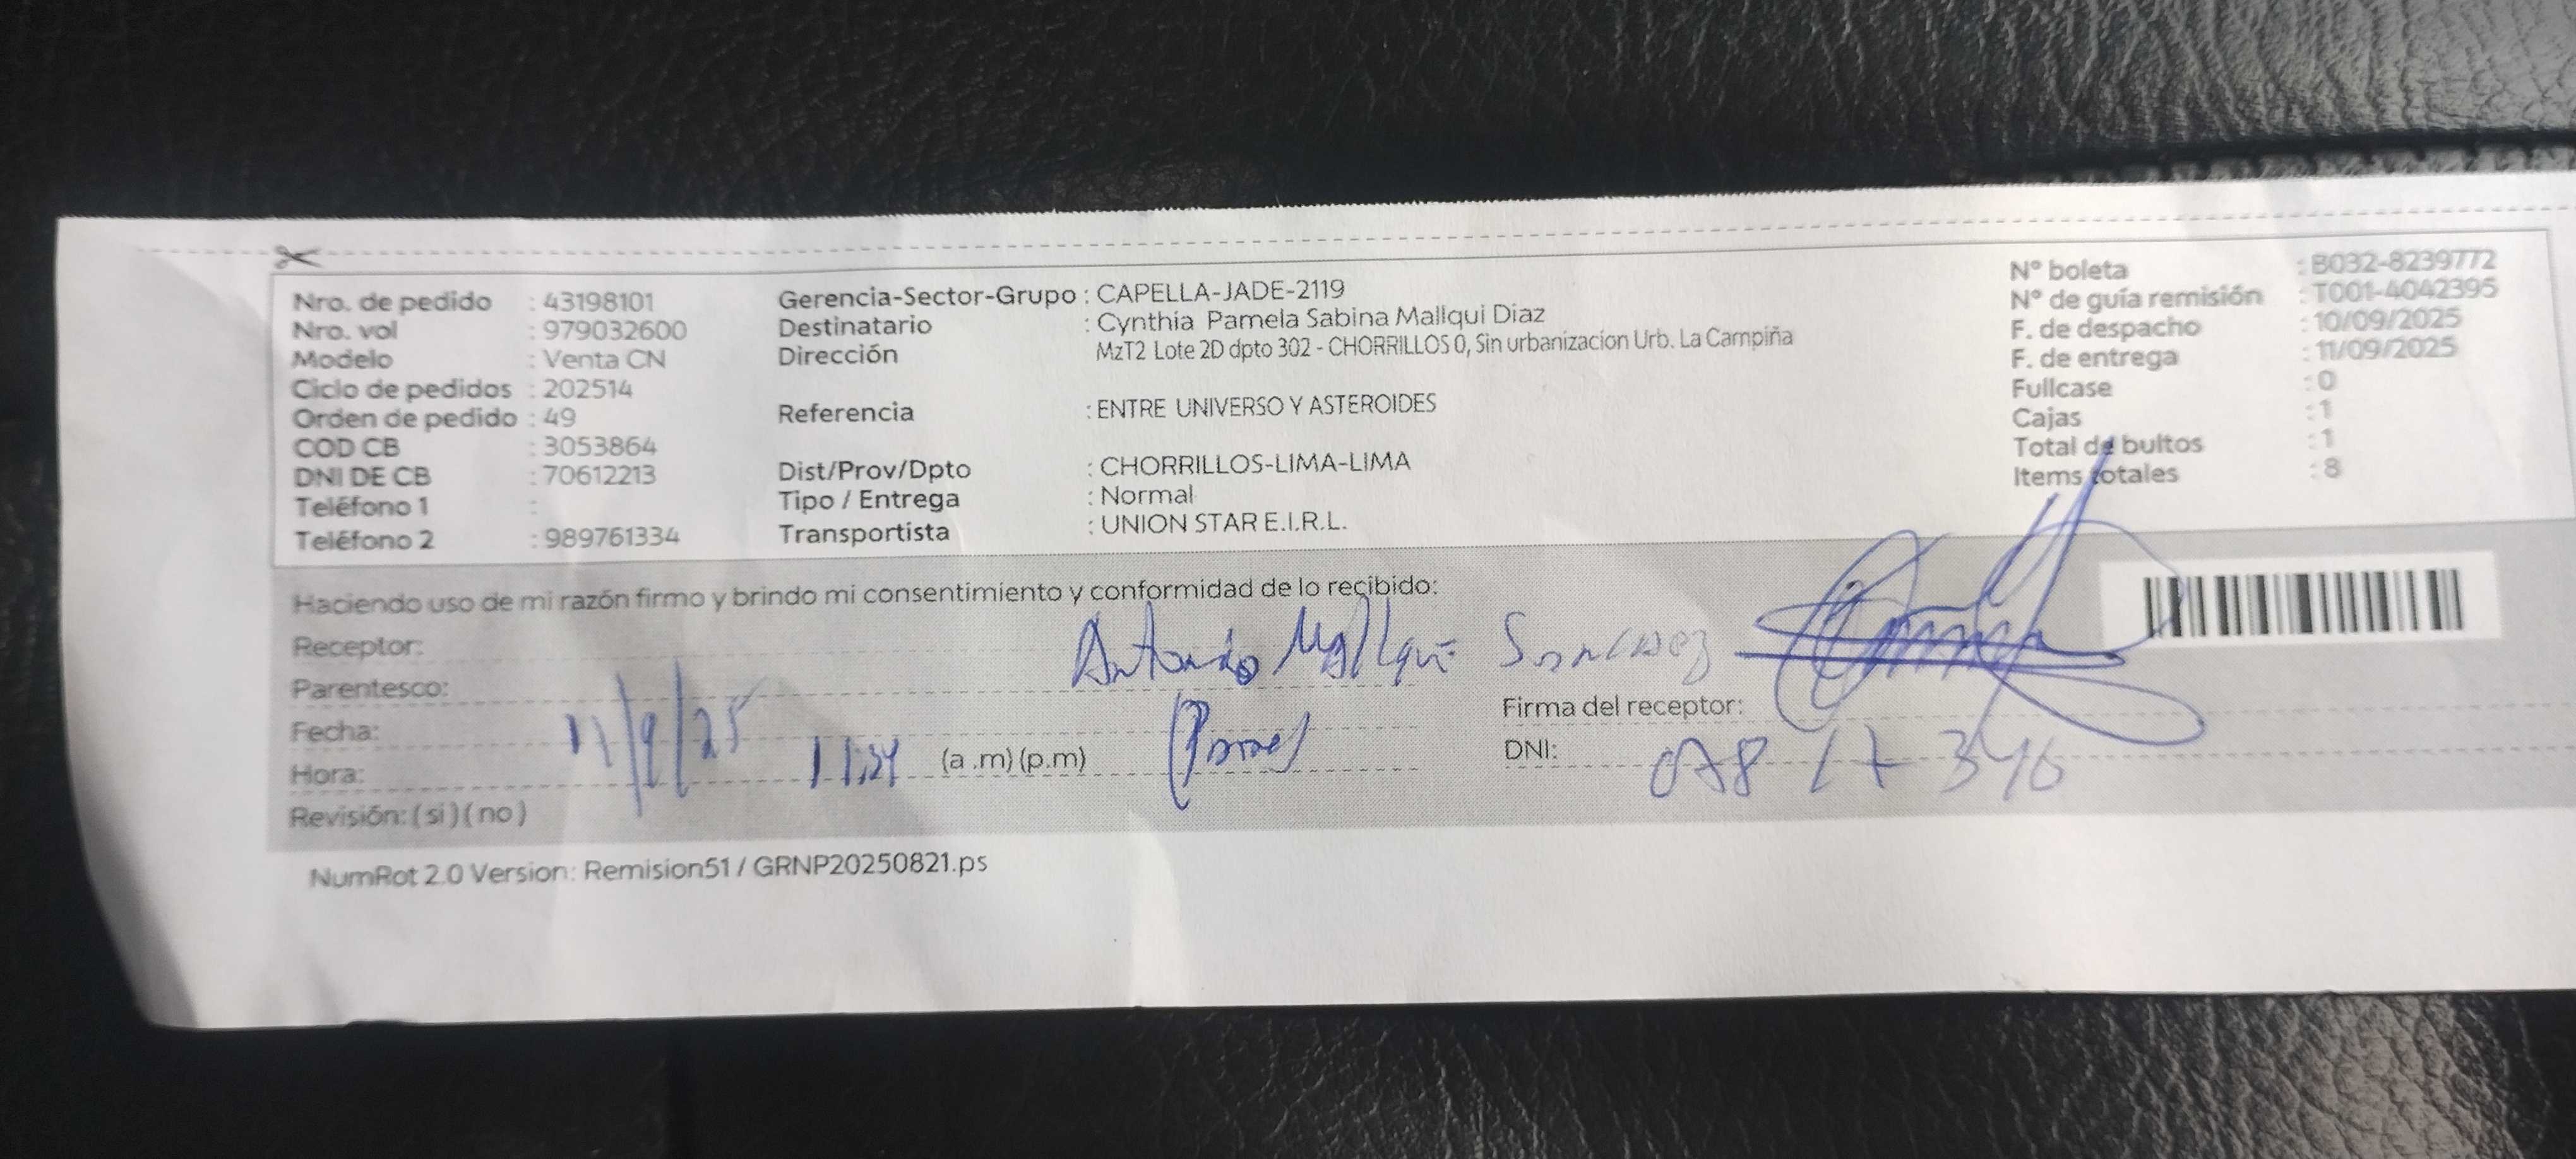 Nro. de pedido : 43198101
Nro. vol : 979032600
Modelo : Venta CN
Ciclo de pedidos : 202514
Orden de pedido : 49
COD CB : 3053864
DNI DE CB : 70612213
Teléfono 1 :
Teléfono 2 : 989761334
Gerencia-Sector-Grupo : CAPELLA-JADE-2119
Destinatario : Cynthia Pamela Sabina Mallqui Diaz
Dirección MzT2 Lote 2D dpto 302 - CHORRILLOS 0, Sin urbanizacion Urb. La Campiña
Referencia : ENTRE UNIVERSO Y ASTEROIDES
Dist/Prov/Dpto : CHORRILLOS-LIMA-LIMA
Tipo / Entrega : Normal
Transportista : UNION STAR E.I.R.L.
N° boleta : B032-8239772
N° de guía remisión : T001-4042395
F. de despacho : 10/09/2025
F. de entrega : 11/09/2025
Fullcase : 0
Cajas : 1
Total de bultos : 1
Items totales : 8
Haciendo uso de mi razón firmo y brindo mi consentimiento y conformidad de lo recibido:
Receptor: Antonio Mallqui Sanchez
Parentesco:
Fecha: 11/9/25
Hora: (a .m) (p.m)
Revisión: ( si ) ( no )
Firma del receptor:
DNI: 07817346
NumRot 2.0 Version: Remision51 / GRNP20250821.ps